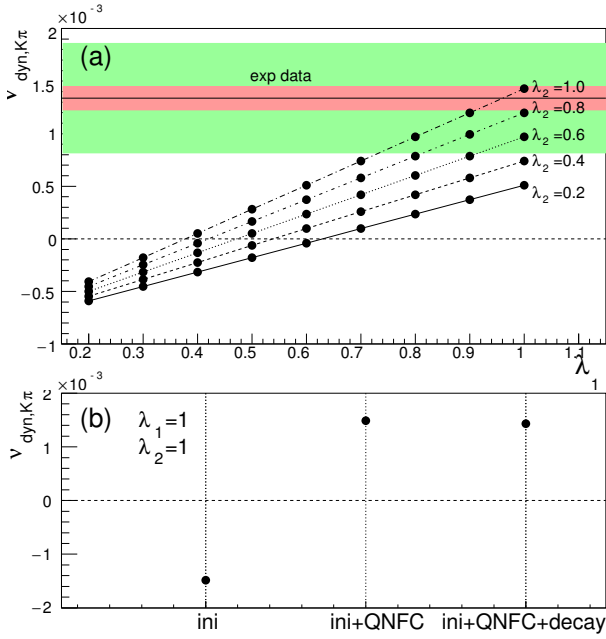 ×10⁻³
2
(a)
ν dyn,Kπ
exp data
1.5
1
0.5
0
−0.5
−1
λ₂=1.0
λ₂=0.8
λ₂=0.6
λ₂=0.4
λ₂=0.2
0.2 0.3 0.4 0.5 0.6 0.7 0.8 0.9 1 1.1
λ₁
×10⁻³
2
(b)
ν dyn,Kπ
λ₁=1
λ₂=1
1
0
−1
−2
ini ini+QNFC ini+QNFC+decay